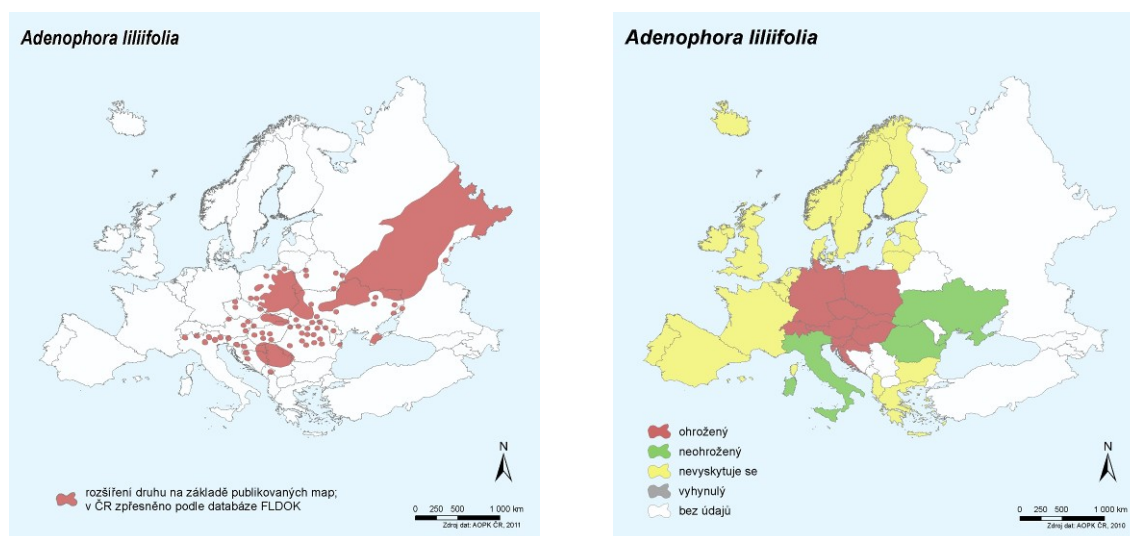 Adenophora liliifolia
N
rozšíření druhu na základě publikovaných map;
v ČR zpřesněno podle databáze FLDOK
0 250 500 1 000 km
Zdroj dat: AOPK ČR, 2011
Adenophora liliifolia
ohrožený
neohrožený
nevyskytuje se
vyhynulý
bez údajů
N
0 250 500 1 000 km
Zdroj dat: AOPK ČR, 2010